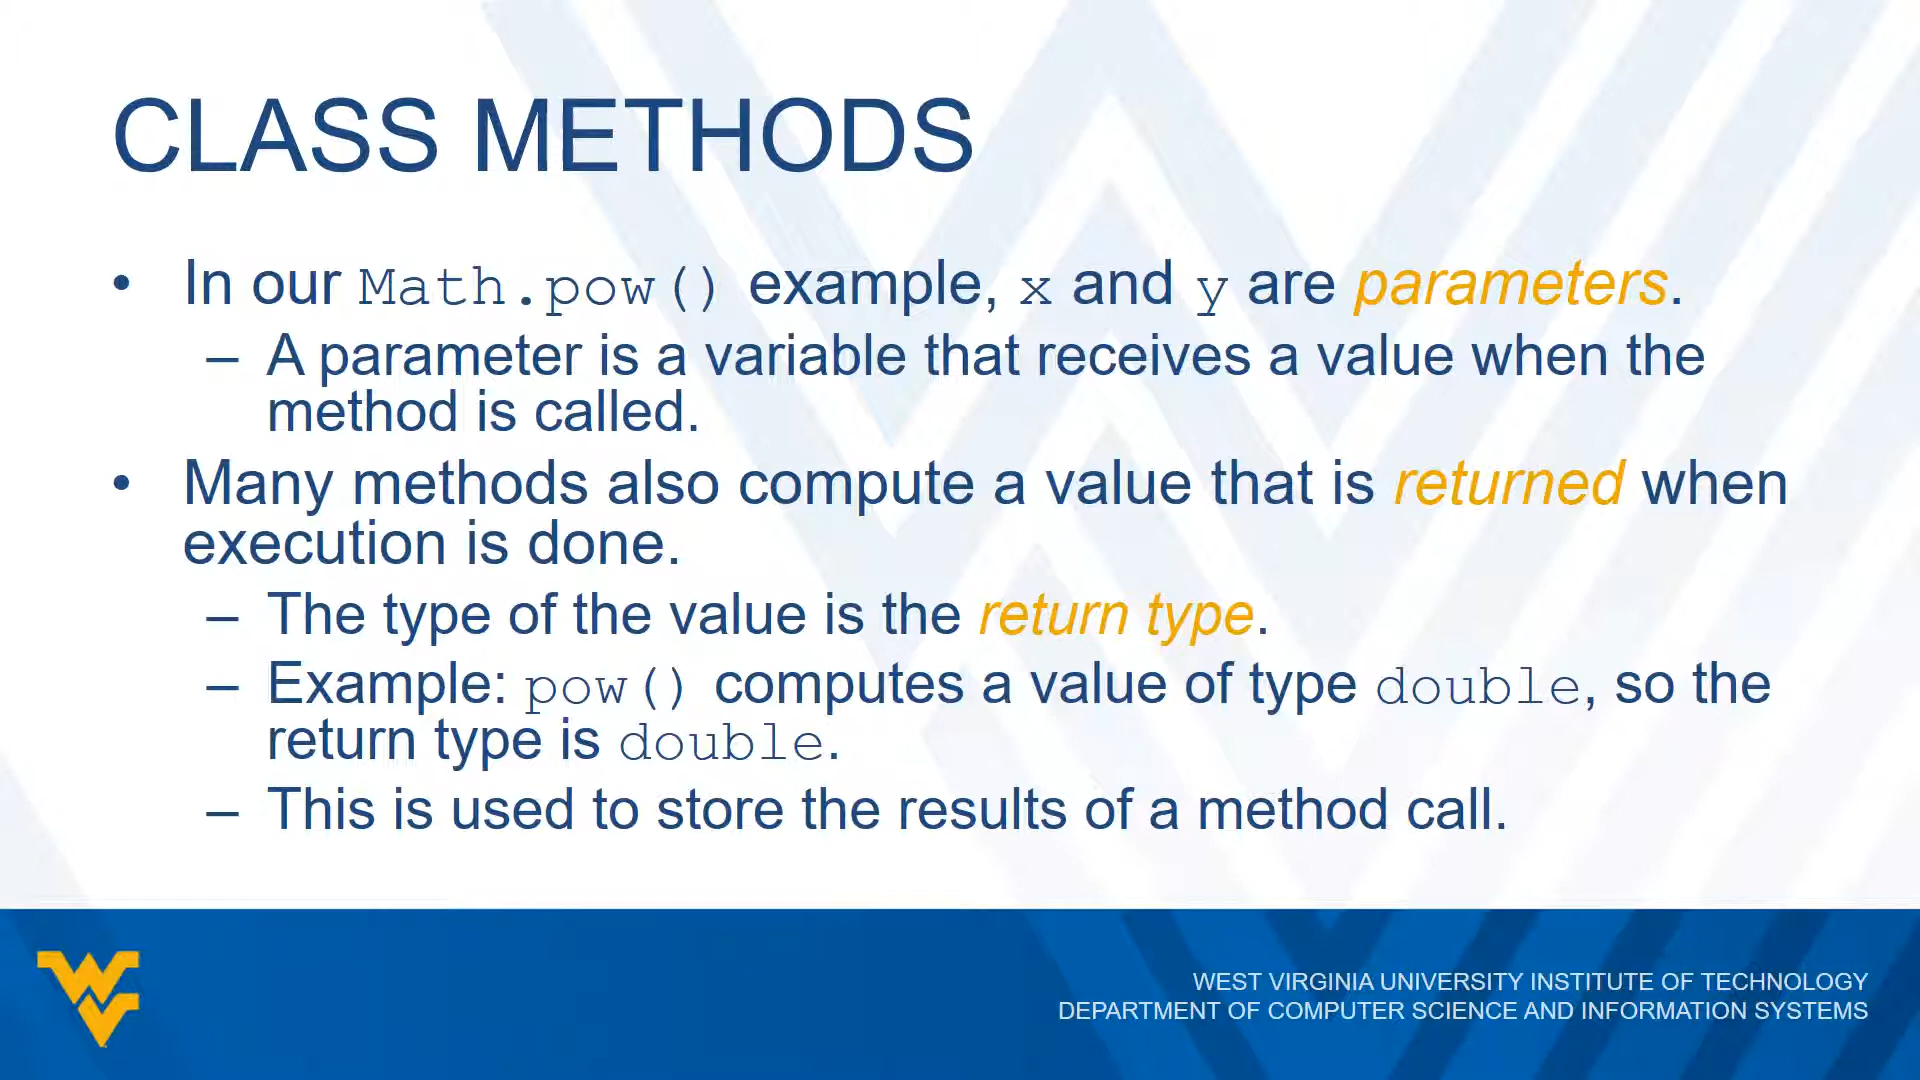 CLASS METHODS
• In our Math.pow() example, x and y are parameters.
– A parameter is a variable that receives a value when the
method is called.
• Many methods also compute a value that is returned when
execution is done.
– The type of the value is the return type.
– Example: pow() computes a value of type double, so the
return type is double.
– This is used to store the results of a method call.
WEST VIRGINIA UNIVERSITY INSTITUTE OF TECHNOLOGY
DEPARTMENT OF COMPUTER SCIENCE AND INFORMATION SYSTEMS